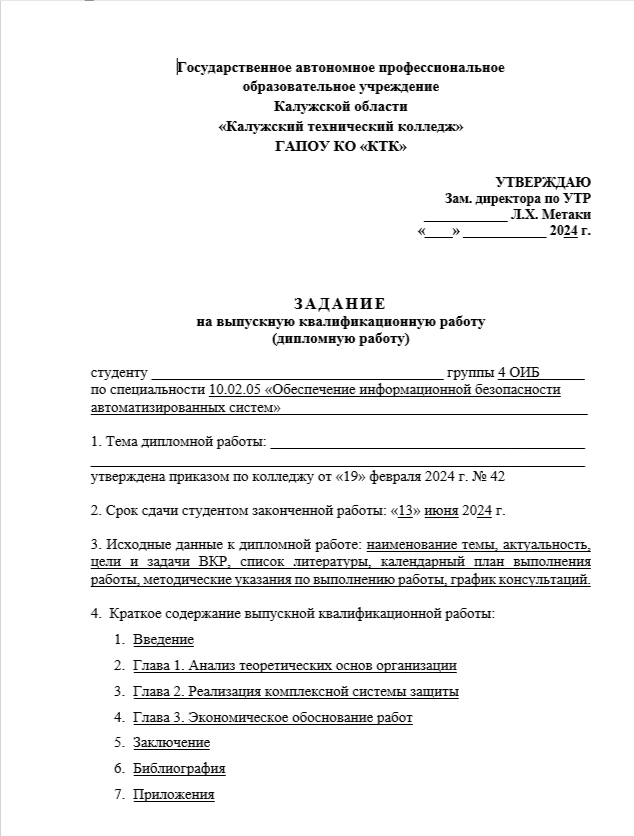 Государственное автономное профессиональное
образовательное учреждение
Калужской области
«Калужский технический колледж»
ГАПОУ КО «КТК»
УТВЕРЖДАЮ
Зам. директора по УТР
____________ Л.Х. Метаки
«____» ____________ 2024 г.
ЗАДАНИЕ
на выпускную квалификационную работу
(дипломную работу)
студенту ________________________________________ группы 4 ОИБ______
по специальности 10.02.05 «Обеспечение информационной безопасности
автоматизированных систем»__________________________________________
1. Тема дипломной работы: ___________________________________________
____________________________________________________________________
утверждена приказом по колледжу от «19» февраля 2024 г. № 42
2. Срок сдачи студентом законченной работы: «13» июня 2024 г.
3. Исходные данные к дипломной работе: наименование темы, актуальность,
цели и задачи ВКР, список литературы, календарный план выполнения
работы, методические указания по выполнению работы, график консультаций.
4. Краткое содержание выпускной квалификационной работы:
1. Введение
2. Глава 1. Анализ теоретических основ организации
3. Глава 2. Реализация комплексной системы защиты
4. Глава 3. Экономическое обоснование работ
5. Заключение
6. Библиография
7. Приложения